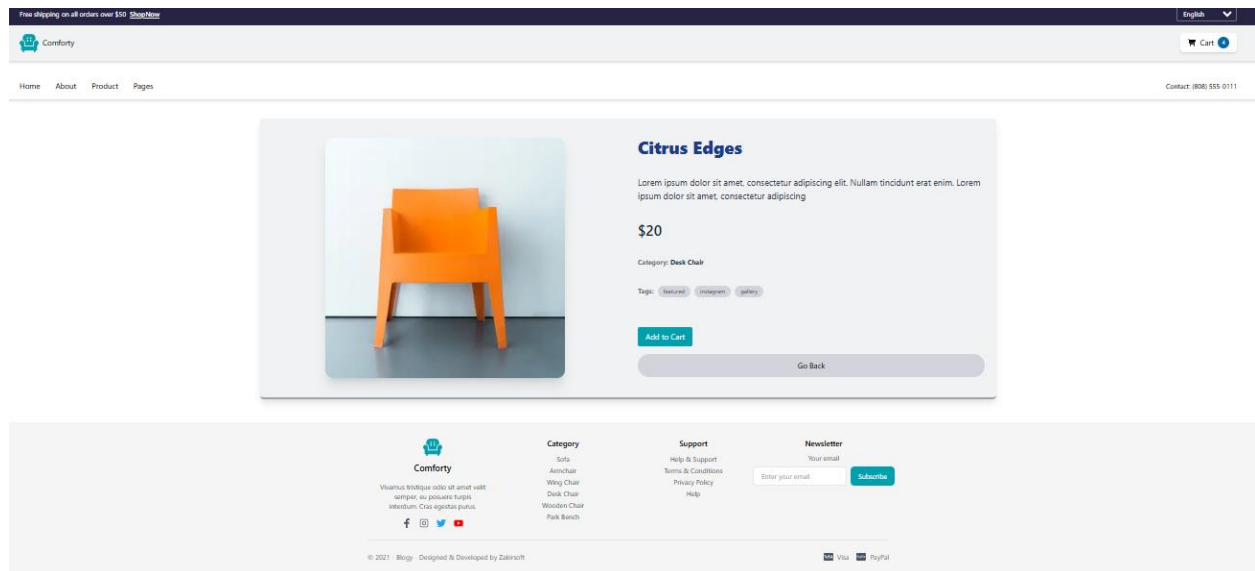 Free shipping on all orders over $50 ShopNow
English
Comforty
Cart 4
Home About Product Pages
Contact: (808) 555-0111
Citrus Edges
Lorem ipsum dolor sit amet, consectetur adipiscing elit. Nullam tincidunt erat enim. Lorem
ipsum dolor sit amet, consectetur adipiscing
$20
Category: Desk Chair
Tags: featured instagram gallery
Add to Cart
Go Back
Comforty
Vivamus tristique odio sit amet velit
semper, eu posuere turpis
interdum. Cras egestas purus.
Category
Sofa
Armchair
Wing Chair
Desk Chair
Wooden Chair
Park Bench
Support
Help & Support
Terms & Conditions
Privacy Policy
Help
Newsletter
Your email
Enter your email
Subscribe
© 2021 - Blogy - Designed & Developed by Zakirsoft
Visa PayPal